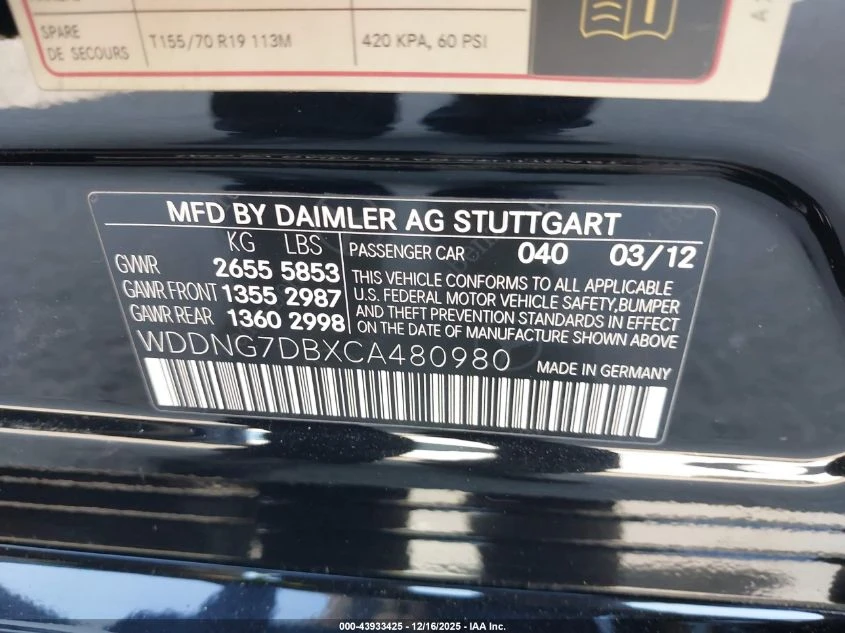 SPARE
DE SECOURS
T155/70 R19 113M
420 KPA, 60 PSI
MFD BY DAIMLER AG STUTTGART
KG LBS
GVWR 2655 5853
GAWR FRONT 1355 2987
GAWR REAR 1360 2998
PASSENGER CAR 040 03/12
THIS VEHICLE CONFORMS TO ALL APPLICABLE
U.S. FEDERAL MOTOR VEHICLE SAFETY,BUMPER
AND THEFT PREVENTION STANDARDS IN EFFECT
ON THE DATE OF MANUFACTURE SHOWN ABOVE
WDDNG7DBXCA480980
MADE IN GERMANY
000-43933425 - 12/16/2025 - IAA Inc.